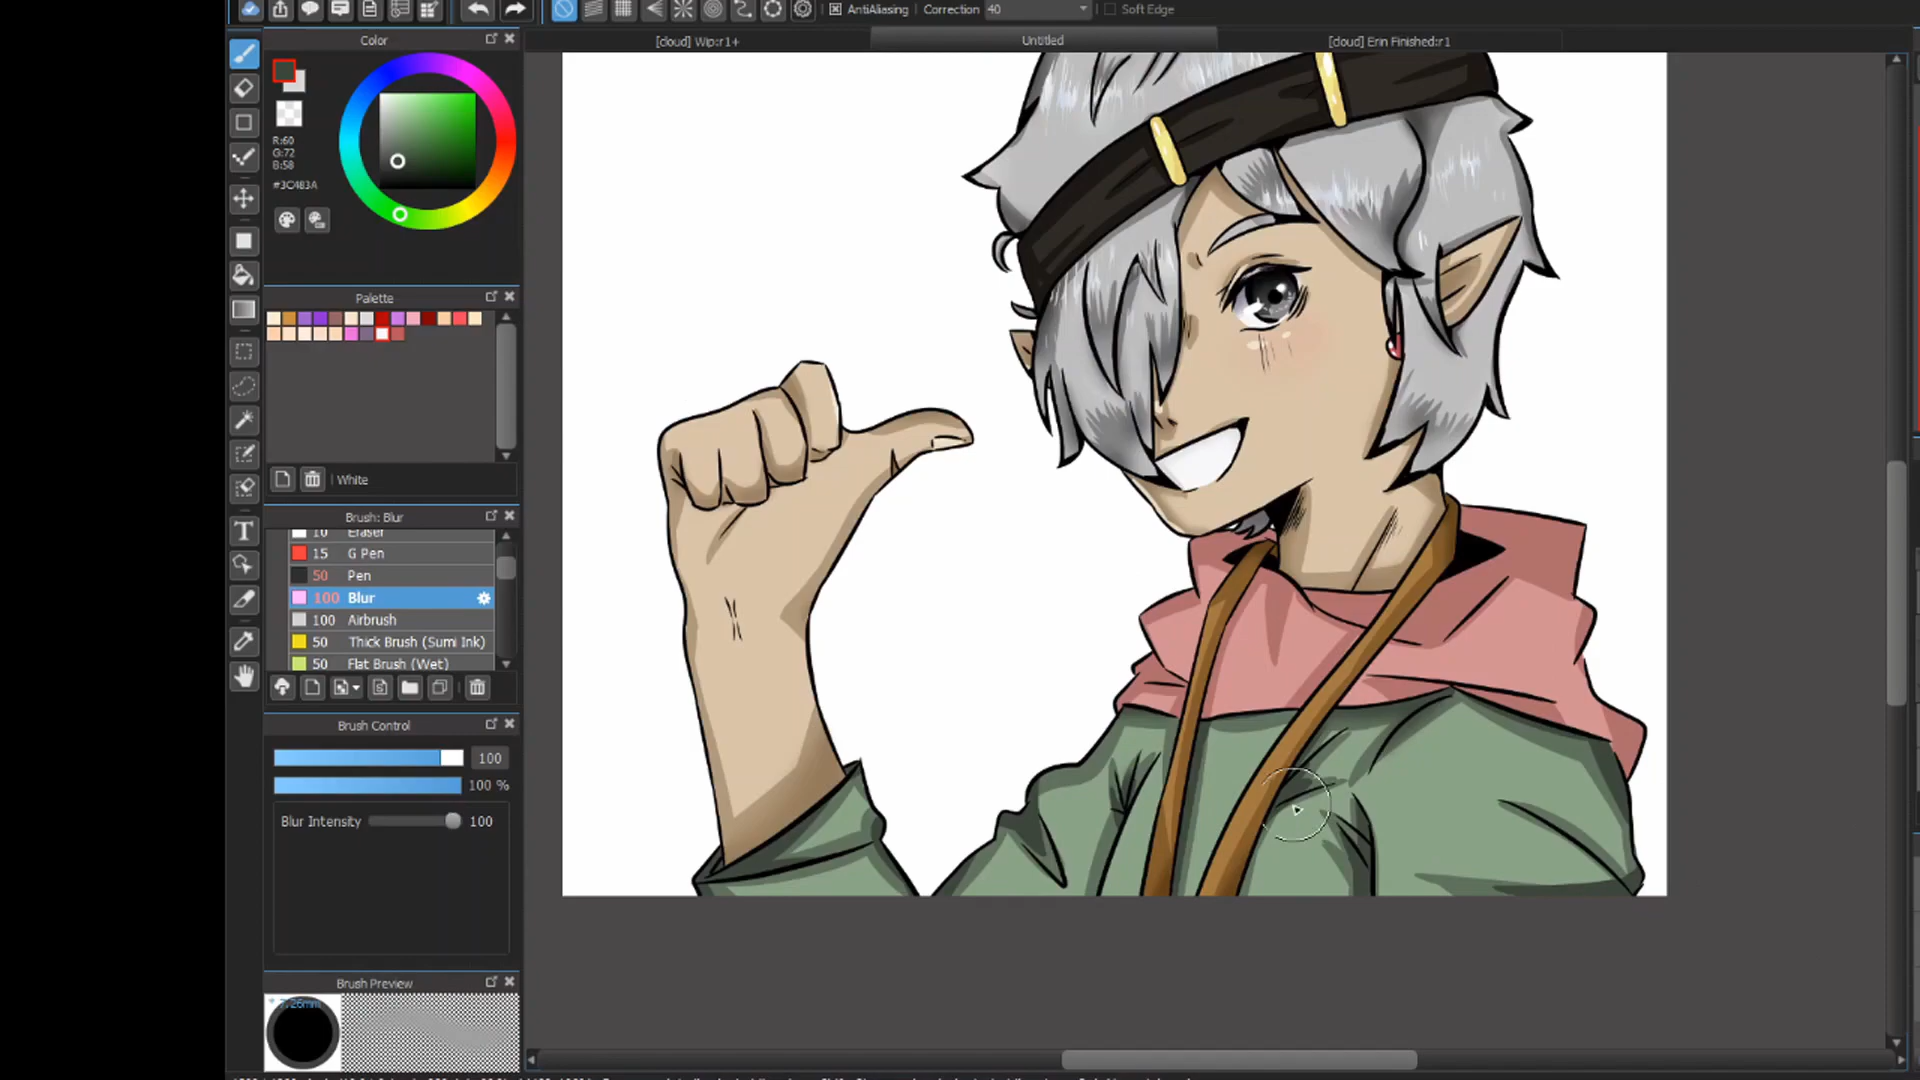 AntiAliasing Correction 40 Soft Edge
Color
[cloud] Wip:r1+ Untitled [cloud] Erin Finished:r1
R:60
G:72
B:58
#3C483A
Palette
White
Brush: Blur
10 Eraser
15 G Pen
50 Pen
100 Blur
100 Airbrush
50 Thick Brush (Sumi Ink)
50 Flat Brush (Wet)
Brush Control
100
100 %
Blur Intensity 100
Brush Preview
* 7.26mm